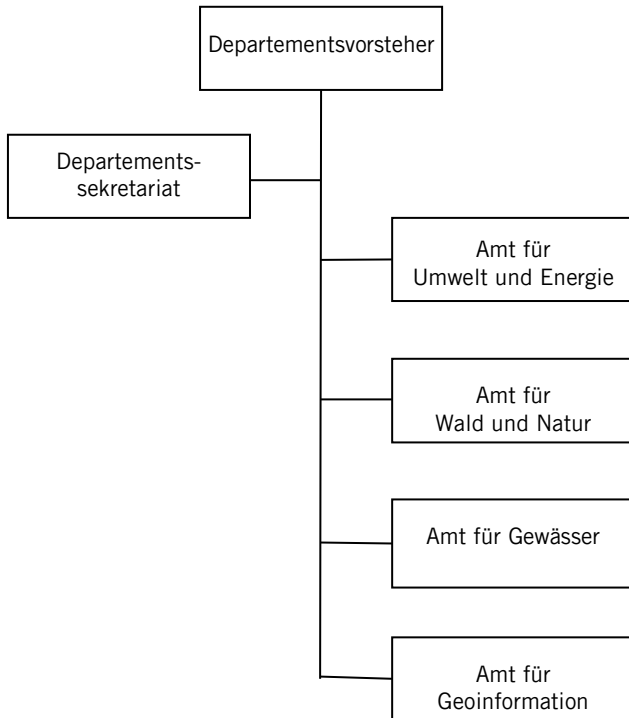 Departementsvorsteher
Departements-
sekretariat
Amt für
Umwelt und Energie
Amt für
Wald und Natur
Amt für Gewässer
Amt für
Geoinformation